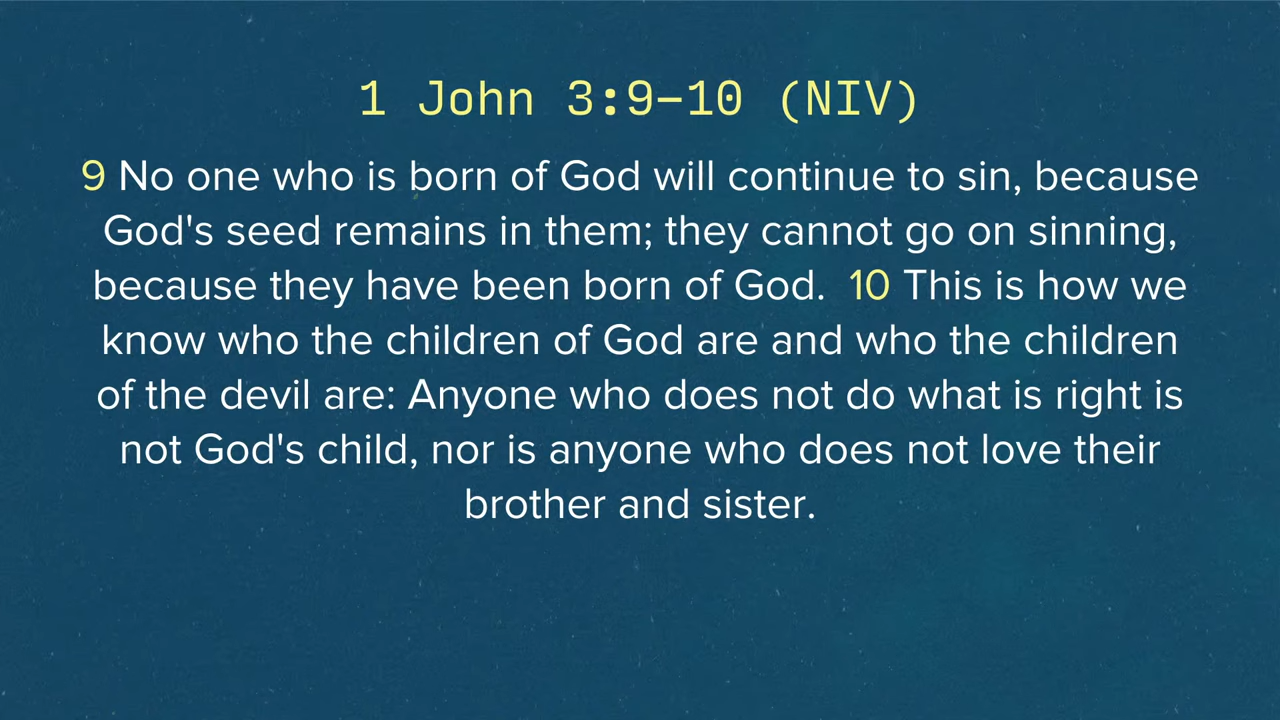 1 John 3:9–10 (NIV)
9 No one who is born of God will continue to sin, because
God's seed remains in them; they cannot go on sinning,
because they have been born of God.  10 This is how we
know who the children of God are and who the children
of the devil are: Anyone who does not do what is right is
not God's child, nor is anyone who does not love their
brother and sister.